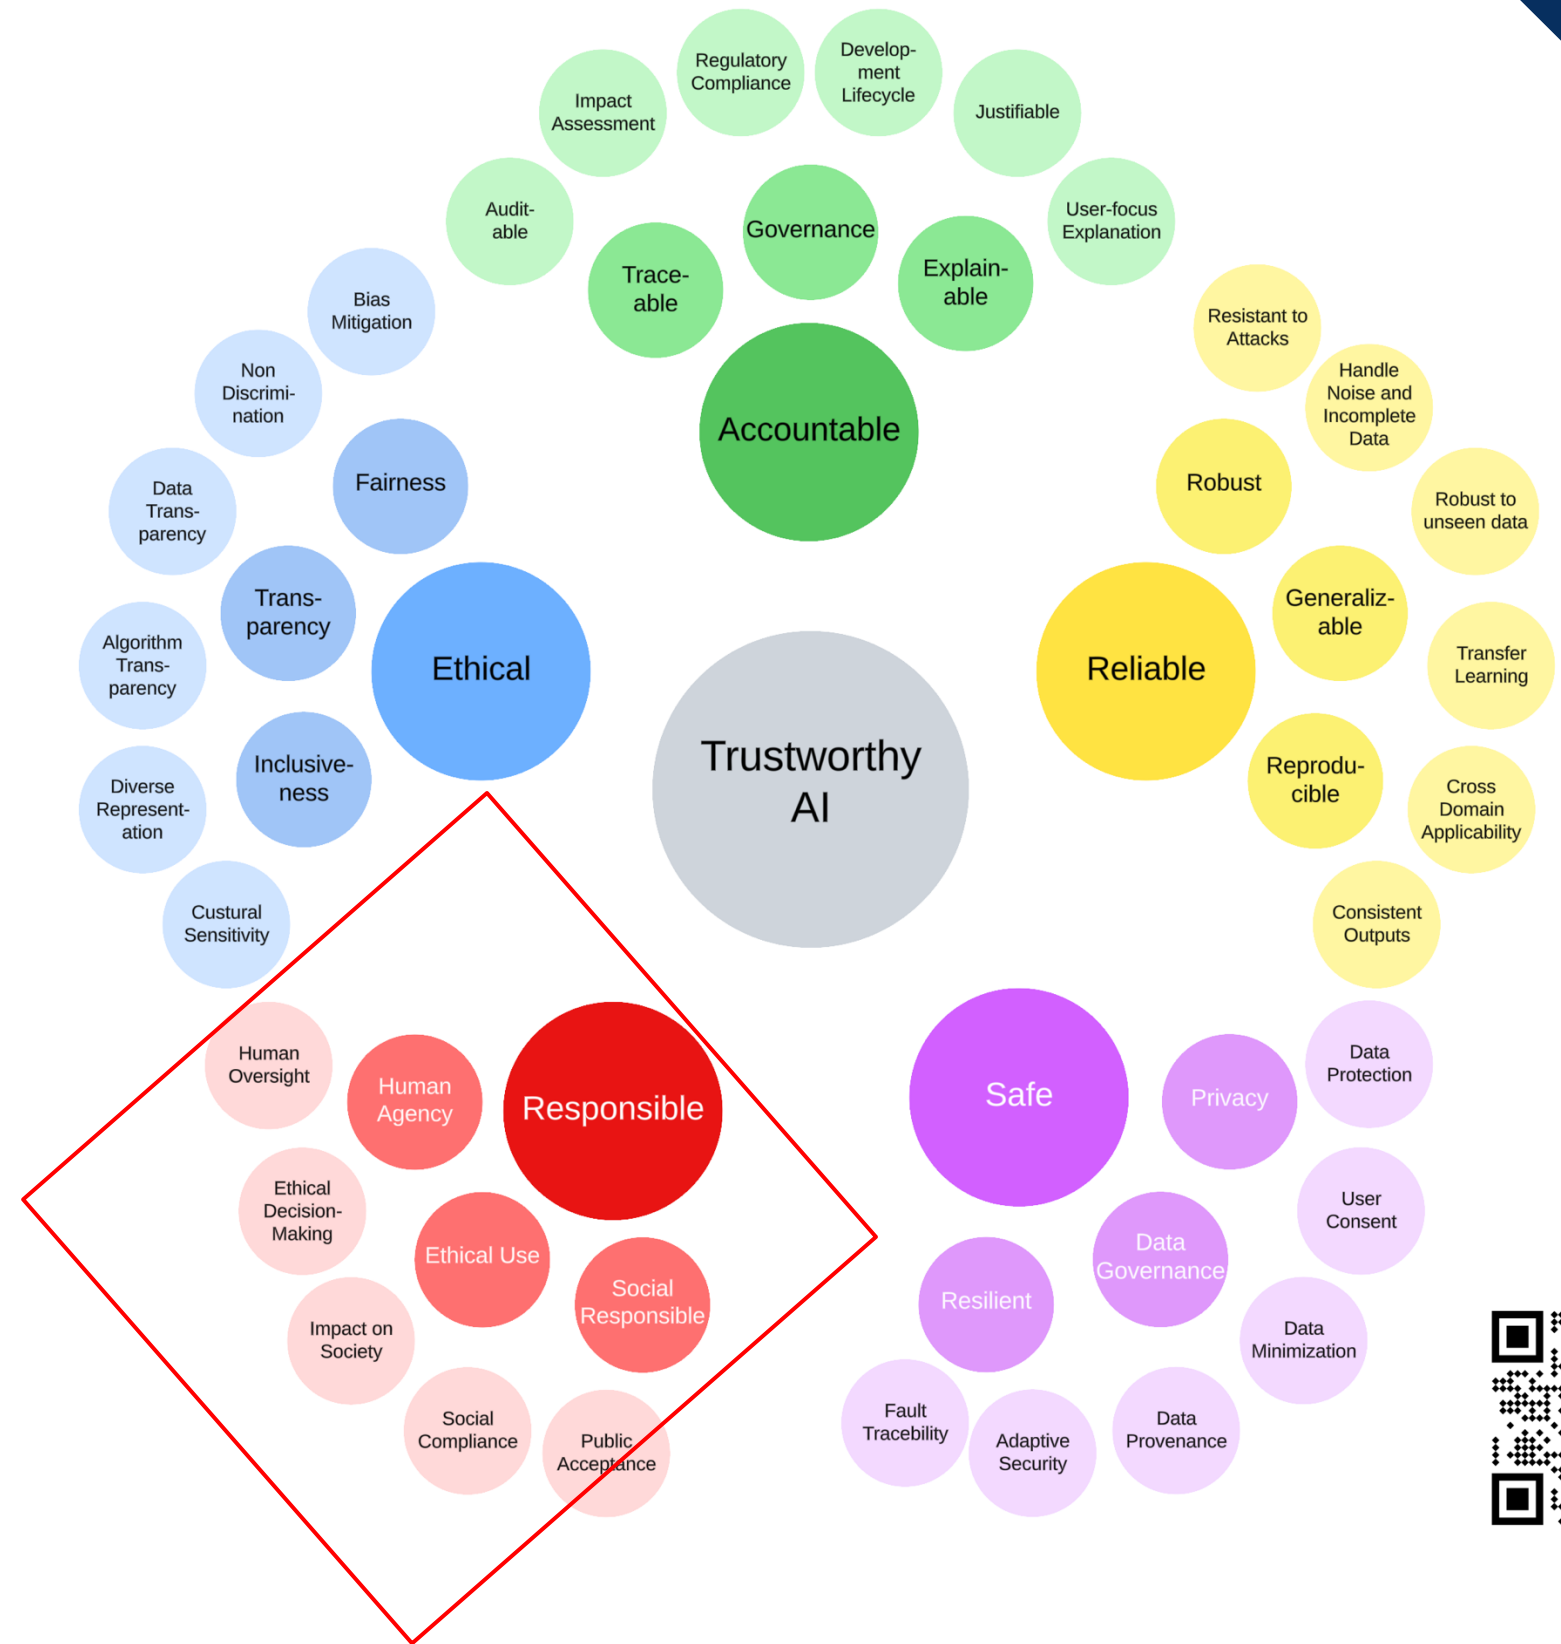 Regulatory
Compliance
Develop-
ment
Lifecycle
Impact
Assessment
Justifiable
Audit-
able
User-focus
Explanation
Governance
Trace-
able
Explain-
able
Accountable
Bias
Mitigation
Non
Discrimi-
nation
Fairness
Data
Trans-
parency
Trans-
parency
Algorithm
Trans-
parency
Ethical
Inclusive-
ness
Diverse
Represent-
ation
Custural
Sensitivity
Trustworthy
AI
Resistant to
Attacks
Handle
Noise and
Incomplete
Data
Robust
Robust to
unseen data
Generaliz-
able
Reliable
Transfer
Learning
Reprodu-
cible
Cross
Domain
Applicability
Consistent
Outputs
Human
Oversight
Human
Agency
Responsible
Ethical
Decision-
Making
Ethical Use
Social
Responsible
Impact on
Society
Social
Compliance
Public
Acceptance
Safe
Privacy
Data
Protection
User
Consent
Data
Governance
Resilient
Data
Minimization
Fault
Tracebility
Adaptive
Security
Data
Provenance